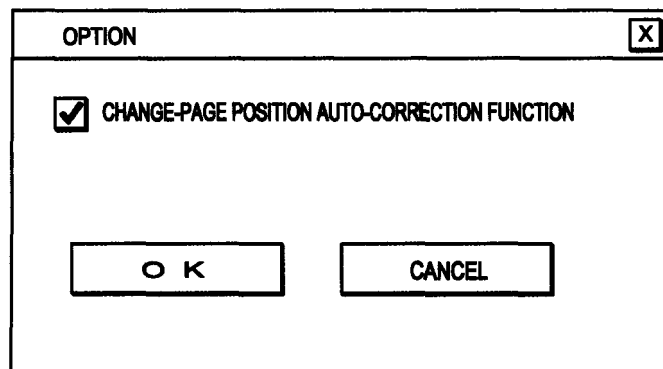 OPTION X
CHANGE-PAGE POSITION AUTO-CORRECTION FUNCTION
O K CANCEL